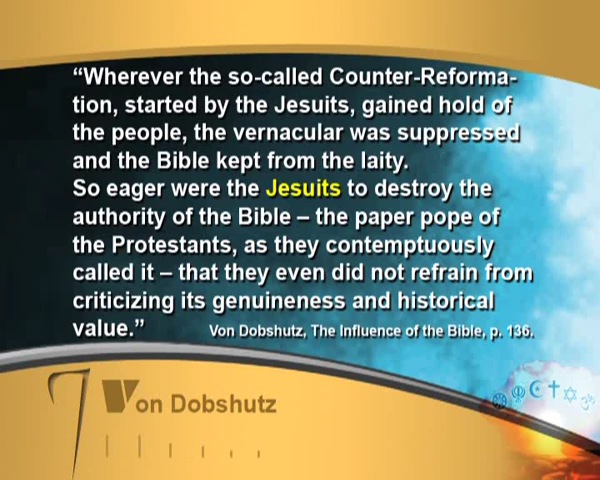 “Wherever the so-called Counter-Reforma-
tion, started by the Jesuits, gained hold of
the people, the vernacular was suppressed
and the Bible kept from the laity.
So eager were the Jesuits to destroy the
authority of the Bible – the paper pope of
the Protestants, as they contemptuously
called it – that they even did not refrain from
criticizing its genuineness and historical
value.” Von Dobshutz, The Influence of the Bible, p. 136.
Von Dobshutz